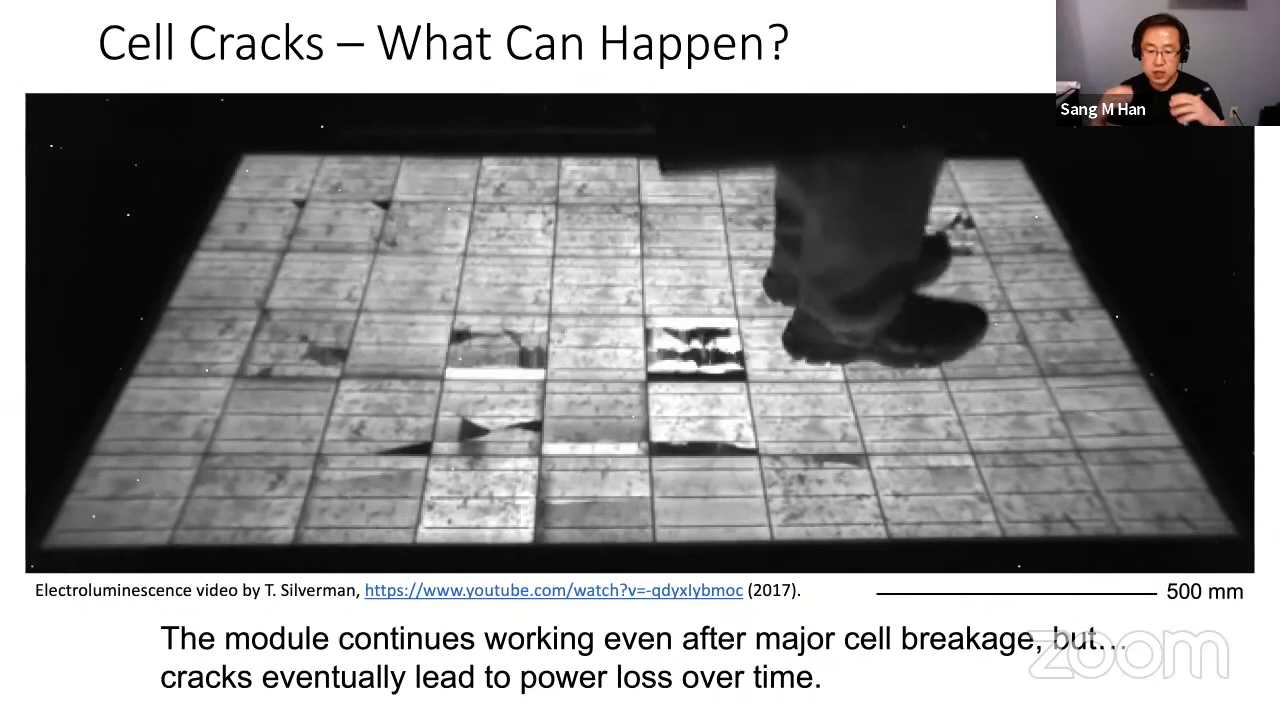 Cell Cracks – What Can Happen?
Sang M Han
Electroluminescence video by T. Silverman, https://www.youtube.com/watch?v=-qdyxIybmoc (2017).
500 mm
The module continues working even after major cell breakage, but…
cracks eventually lead to power loss over time.
zoom